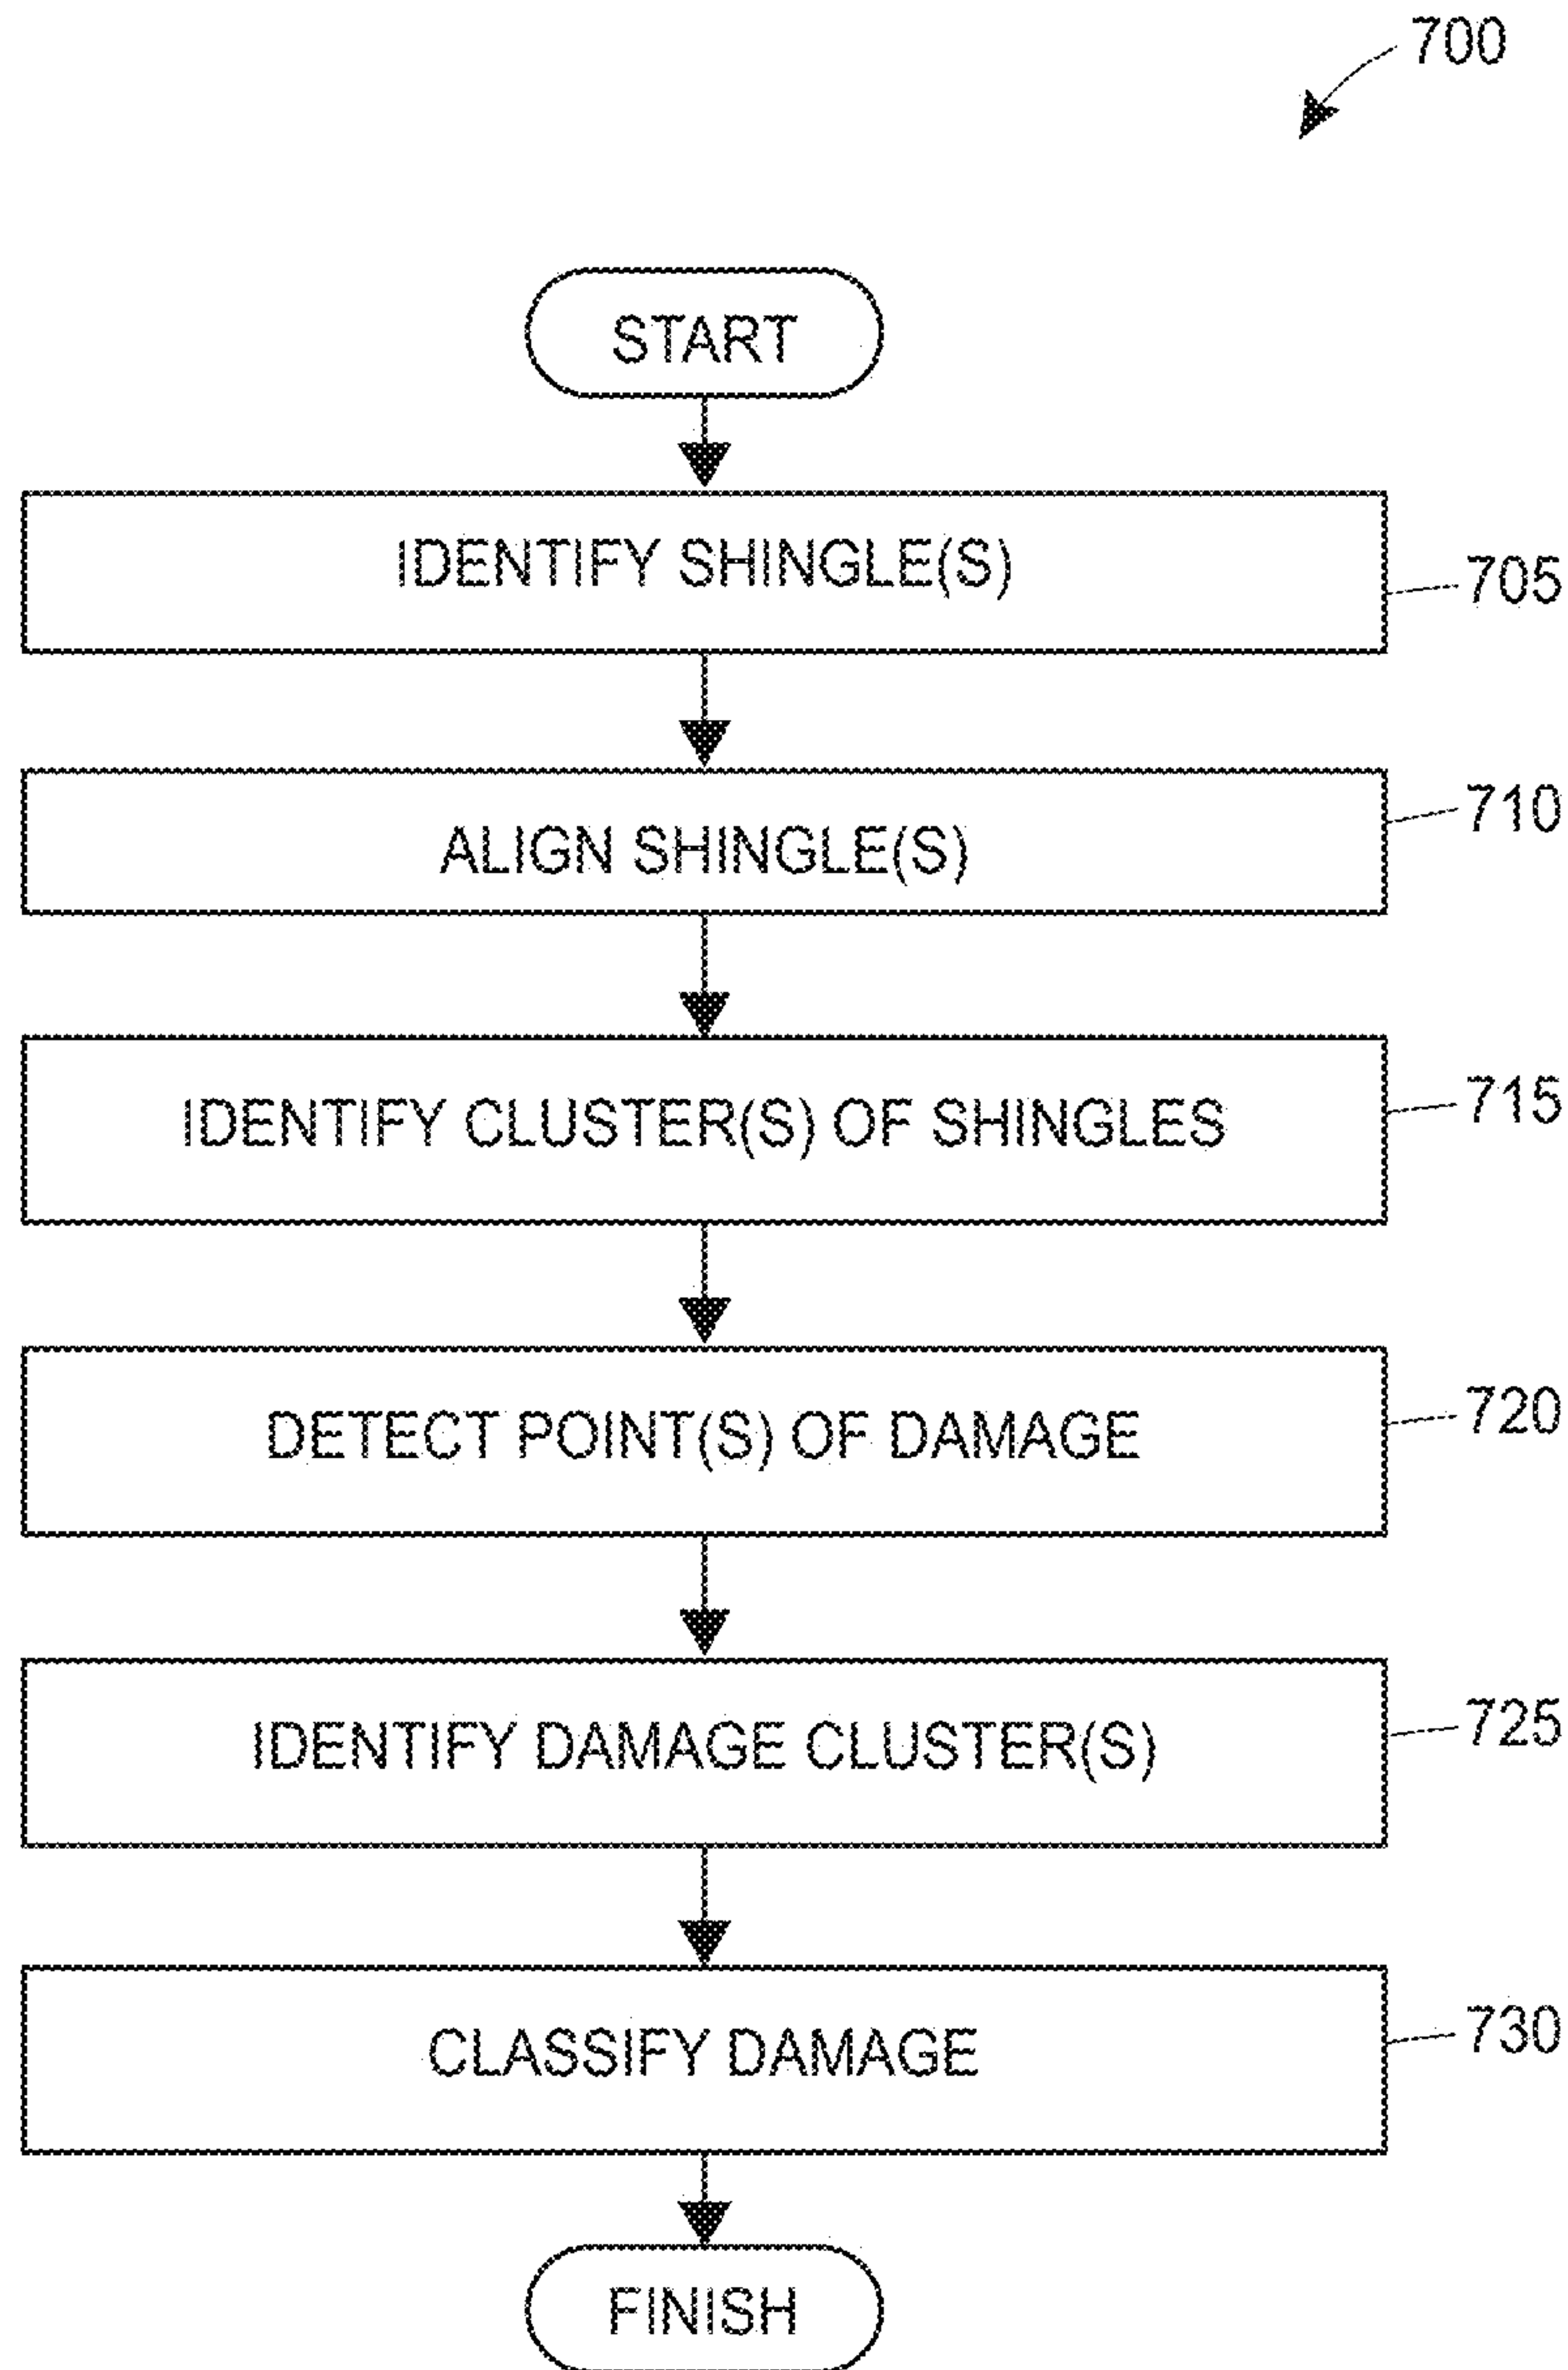 700
START
IDENTIFY SHINGLE(S)
705
ALIGN SHINGLE(S)
710
IDENTIFY CLUSTER(S) OF SHINGLES
715
DETECT POINT(S) OF DAMAGE
720
IDENTIFY DAMAGE CLUSTER(S)
725
CLASSIFY DAMAGE
730
FINISH